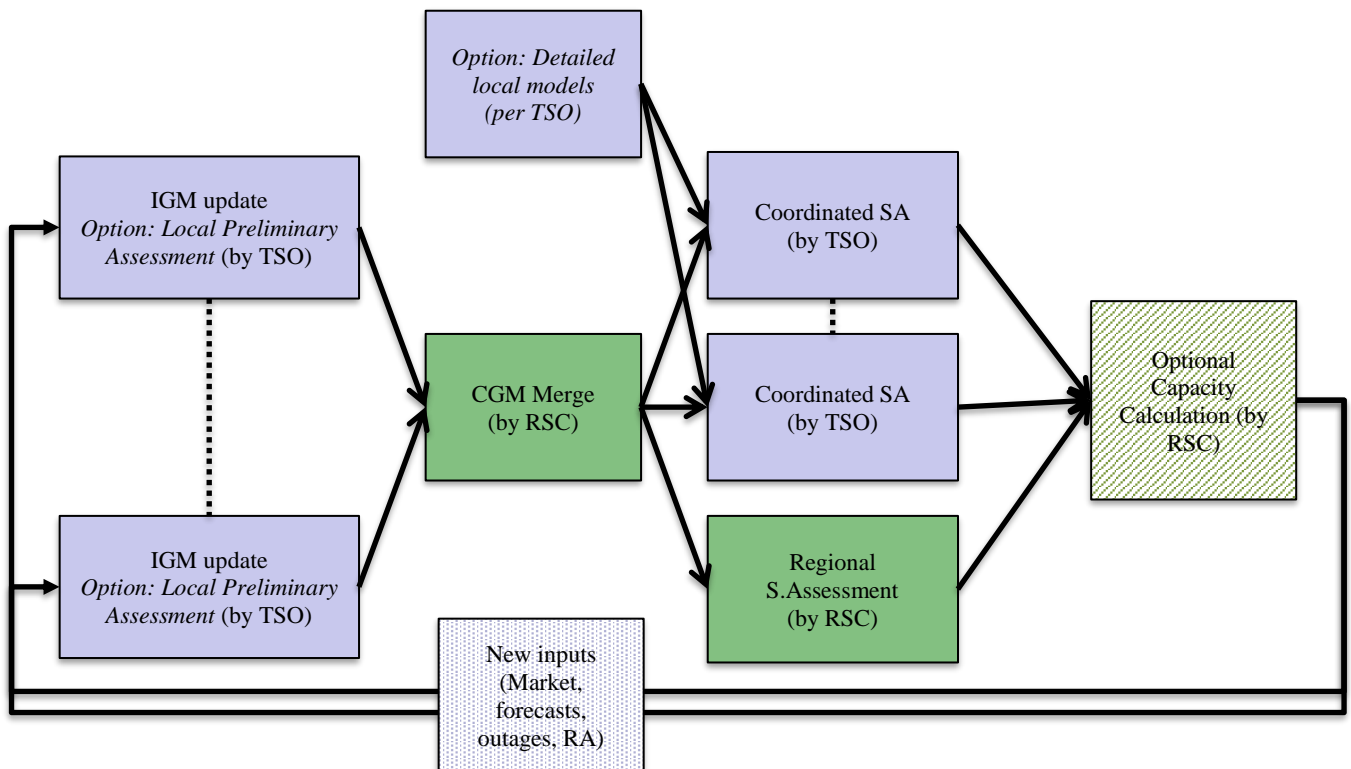 Option: Detailed
local models
(per TSO)
IGM update
Option: Local Preliminary
Assessment (by TSO)
Coordinated SA
(by TSO)
CGM Merge
(by RSC)
Coordinated SA
(by TSO)
Optional
Capacity
Calculation (by
RSC)
IGM update
Option: Local Preliminary
Assessment (by TSO)
Regional
S.Assessment
(by RSC)
New inputs
(Market,
forecasts,
outages, RA)